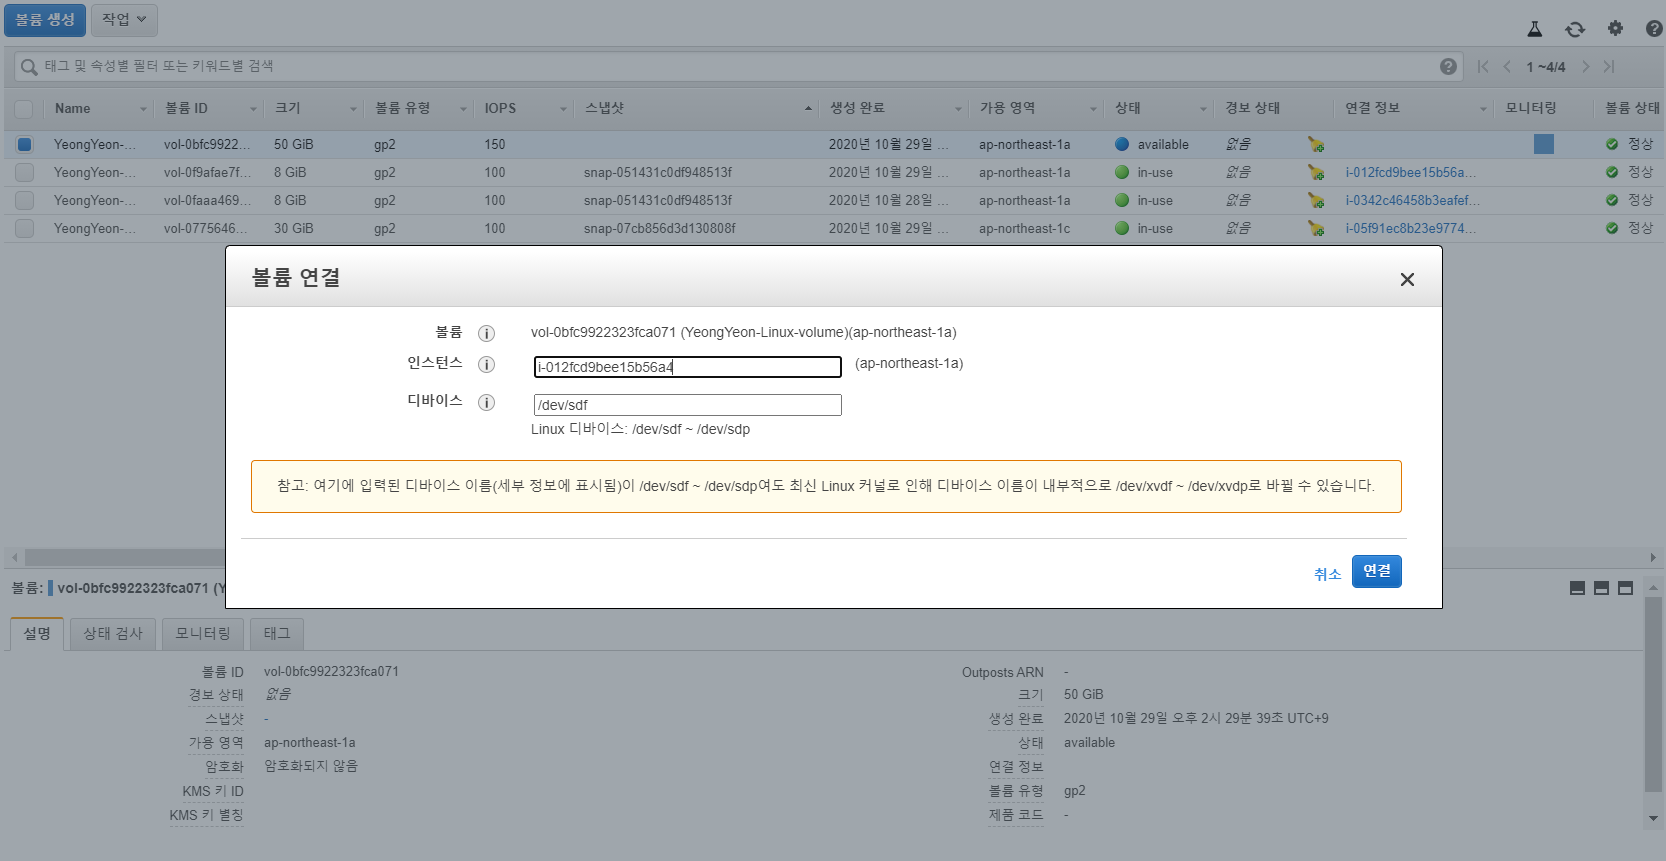 볼륨 생성 작업
태그 및 속성별 필터 또는 키워드별 검색 1 ~4/4
Name 볼륨 ID 크기 볼륨 유형 IOPS 스냅샷 생성 완료 가용 영역 상태 경보 상태 연결 정보 모니터링 볼륨 상태
YeongYeon-... vol-0bfc9922... 50 GiB gp2 150 2020년 10월 29일 ... ap-northeast-1a available 없음 정상
YeongYeon-... vol-0f9afae7f... 8 GiB gp2 100 snap-051431c0df948513f 2020년 10월 29일 ... ap-northeast-1a in-use 없음 i-012fcd9bee15b56a... 정상
YeongYeon-... vol-0faaa469... 8 GiB gp2 100 snap-051431c0df948513f 2020년 10월 28일 ... ap-northeast-1a in-use 없음 i-0342c46458b3eafef... 정상
YeongYeon-... vol-0775646... 30 GiB gp2 100 snap-07cb856d3d130808f 2020년 10월 29일 ... ap-northeast-1c in-use 없음 i-05f91ec8b23e9774... 정상
볼륨 연결
볼륨 vol-0bfc9922323fca071 (YeongYeon-Linux-volume)(ap-northeast-1a)
인스턴스 i-012fcd9bee15b56a4 (ap-northeast-1a)
디바이스 /dev/sdf
Linux 디바이스: /dev/sdf ~ /dev/sdp
참고: 여기에 입력된 디바이스 이름(세부 정보에 표시됨)이 /dev/sdf ~ /dev/sdp여도 최신 Linux 커널로 인해 디바이스 이름이 내부적으로 /dev/xvdf ~ /dev/xvdp로 바뀔 수 있습니다.
취소 연결
볼륨: vol-0bfc9922323fca071 (Y
설명 상태 검사 모니터링 태그
볼륨 ID vol-0bfc9922323fca071 Outposts ARN -
경보 상태 없음 크기 50 GiB
스냅샷 - 생성 완료 2020년 10월 29일 오후 2시 29분 39초 UTC+9
가용 영역 ap-northeast-1a 상태 available
암호화 암호화되지 않음 연결 정보
KMS 키 ID 볼륨 유형 gp2
KMS 키 별칭 제품 코드 -